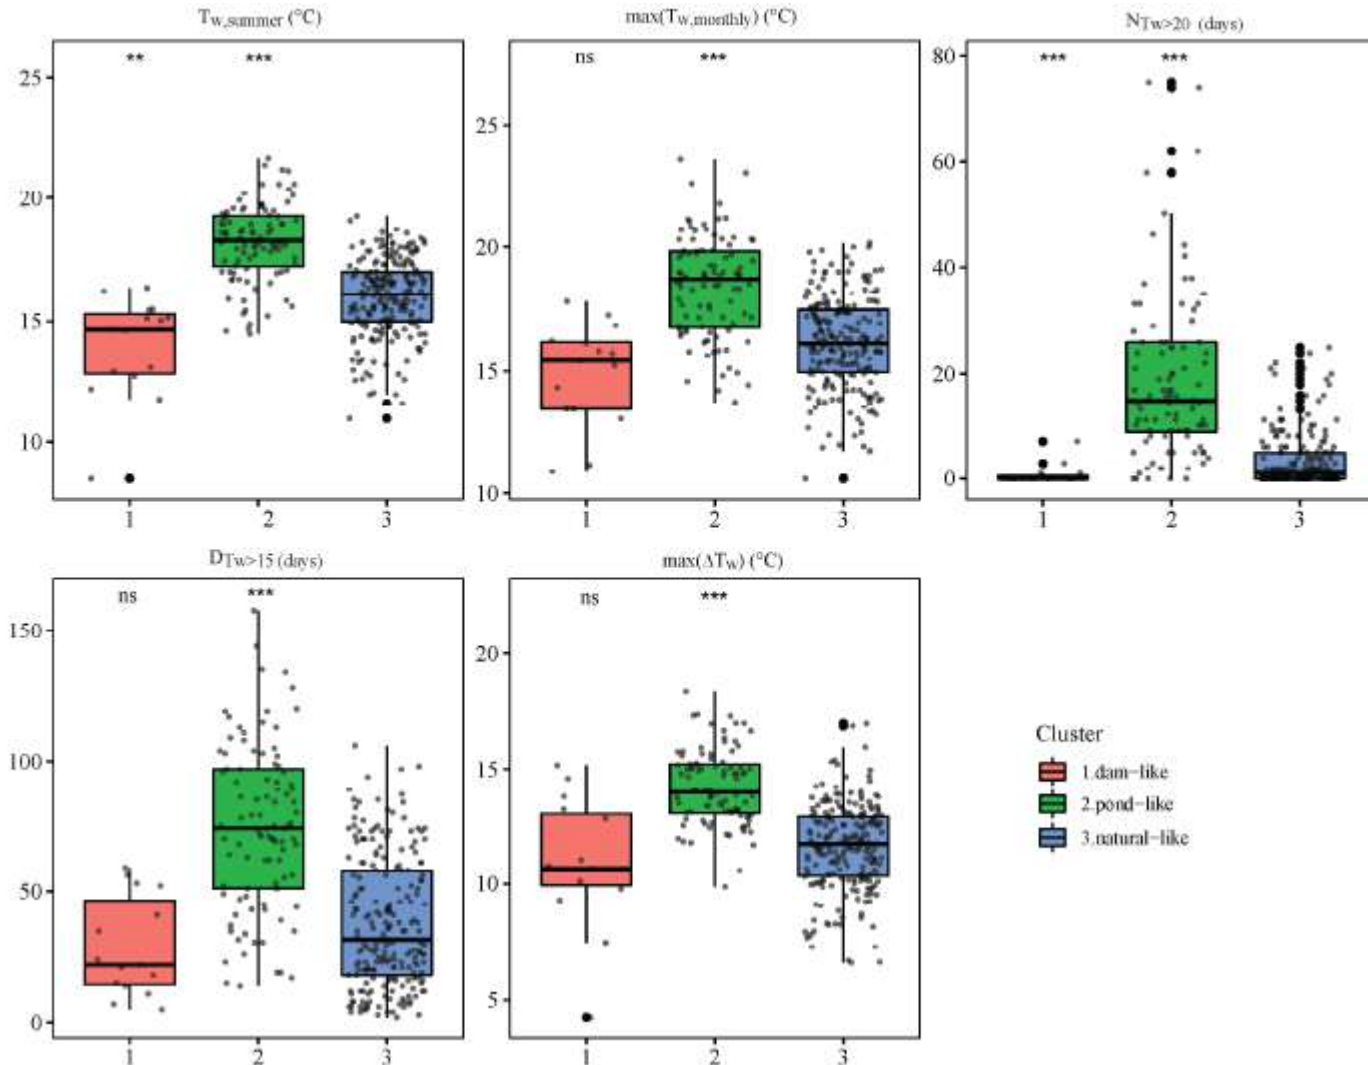 Tw,summer (°C)
** ***
25
20
15
10
1 2 3
max(Tw,monthly) (°C)
ns ***
25
20
15
10
1 2 3
NTw>20 (days)
*** ***
80
60
40
20
0
1 2 3
DTw>15 (days)
ns ***
150
100
50
0
1 2 3
max(ΔTw) (°C)
ns ***
20
15
10
5
1 2 3
Cluster
1.dam-like
2.pond-like
3.natural-like